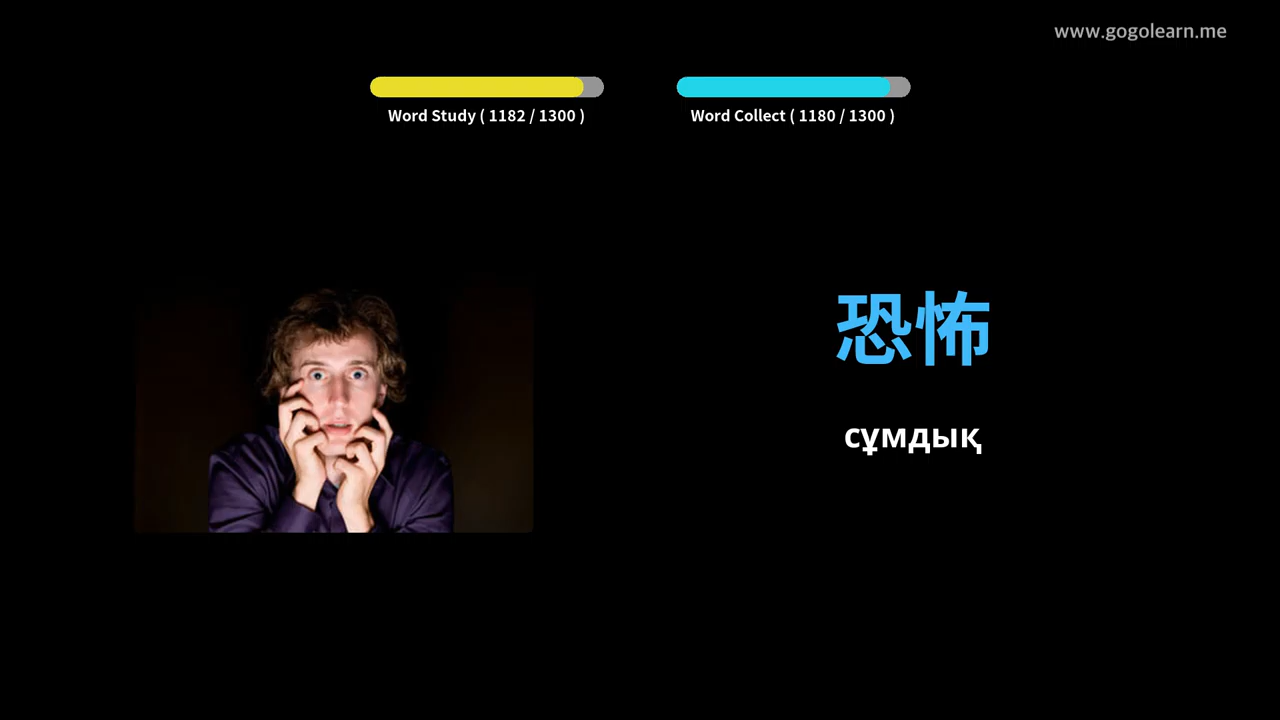 www.gogolearn.me
Word Study ( 1182 / 1300 )
Word Collect ( 1180 / 1300 )
恐怖
сұмдық